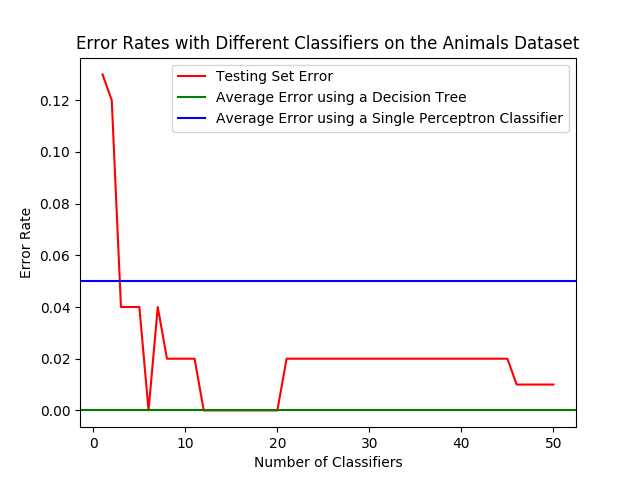 Error Rates with Different Classifiers on the Animals Dataset
Testing Set Error
Average Error using a Decision Tree
Average Error using a Single Perceptron Classifier
Error Rate
0.12
0.10
0.08
0.06
0.04
0.02
0.00
0 10 20 30 40 50
Number of Classifiers